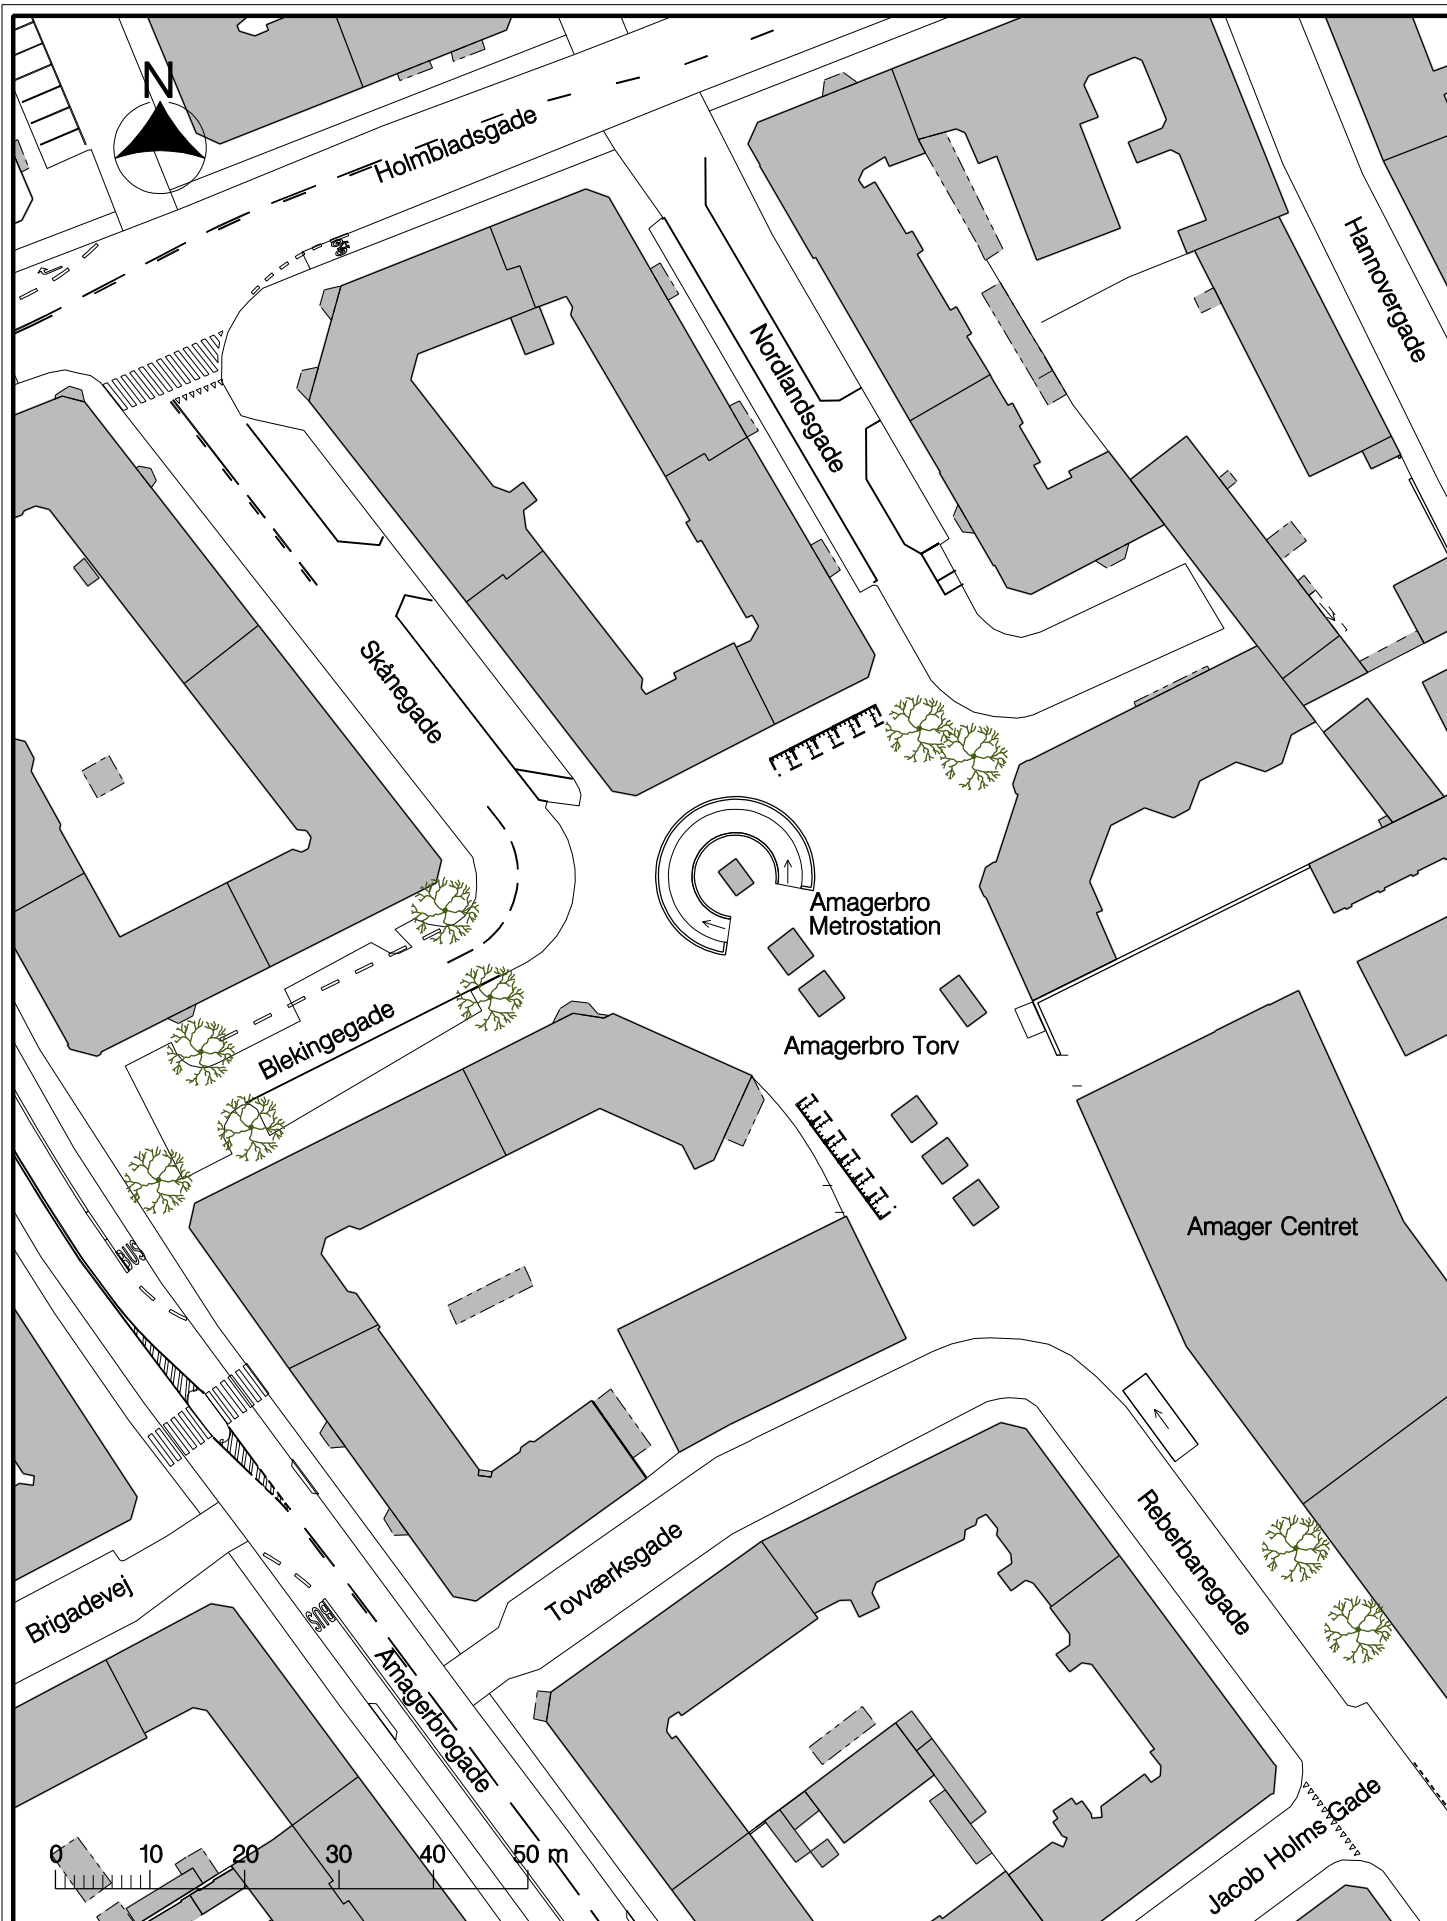 N
Holmbladsgade
Hannovergade
Nordlandsgade
Skånegade
Amagerbro
Metrostation
Blekingegade
Amagerbro Torv
Amager Centret
BUS
Reberbanegade
Tovværksgade
Brigadevej
BUS
Amagerbrogade
Jacob Holms Gade
0 10 20 30 40 50 m